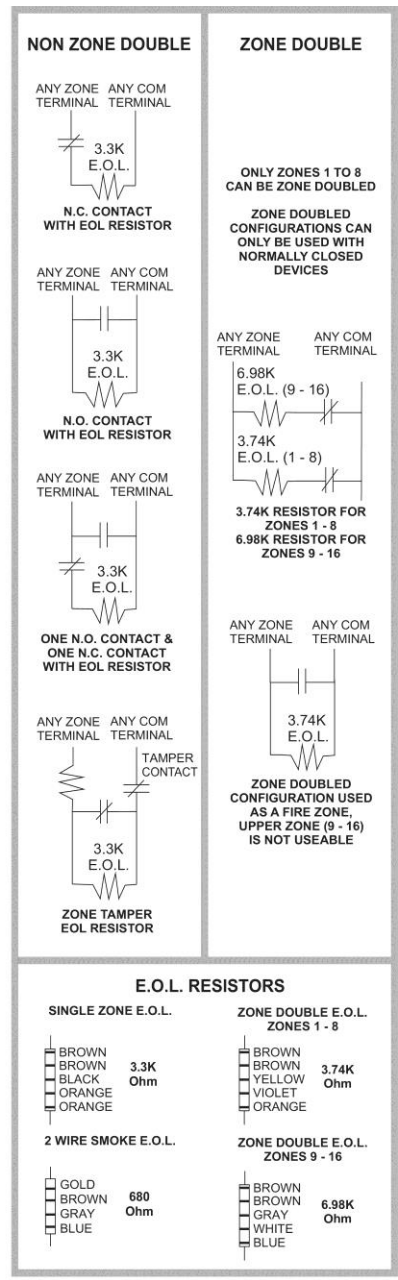 NON ZONE DOUBLE
ANY ZONE ANY COM
TERMINAL TERMINAL
3.3K
E.O.L.
N.C. CONTACT
WITH EOL RESISTOR
ANY ZONE ANY COM
TERMINAL TERMINAL
3.3K
E.O.L.
N.O. CONTACT
WITH EOL RESISTOR
ANY ZONE ANY COM
TERMINAL TERMINAL
3.3K
E.O.L.
ONE N.O. CONTACT &
ONE N.C. CONTACT
WITH EOL RESISTOR
ANY ZONE ANY COM
TERMINAL TERMINAL
TAMPER
CONTACT
3.3K
E.O.L.
ZONE TAMPER
EOL RESISTOR
ZONE DOUBLE
ONLY ZONES 1 TO 8
CAN BE ZONE DOUBLED
ZONE DOUBLED
CONFIGURATIONS CAN
ONLY BE USED WITH
NORMALLY CLOSED
DEVICES
ANY ZONE ANY COM
TERMINAL TERMINAL
6.98K
E.O.L. (9 - 16)
3.74K
E.O.L. (1 - 8)
3.74K RESISTOR FOR
ZONES 1 - 8
6.98K RESISTOR FOR
ZONES 9 - 16
ANY ZONE ANY COM
TERMINAL TERMINAL
3.74K
E.O.L.
ZONE DOUBLED
CONFIGURATION USED
AS A FIRE ZONE,
UPPER ZONE (9 - 16)
IS NOT USEABLE
E.O.L. RESISTORS
SINGLE ZONE E.O.L.
BROWN
BROWN
BLACK
ORANGE
ORANGE
3.3K
Ohm
ZONE DOUBLE E.O.L.
ZONES 1 - 8
BROWN
BROWN
YELLOW
VIOLET
ORANGE
3.74K
Ohm
2 WIRE SMOKE E.O.L.
GOLD
BROWN
GRAY
BLUE
680
Ohm
ZONE DOUBLE E.O.L.
ZONES 9 - 16
BROWN
BROWN
GRAY
WHITE
BLUE
6.98K
Ohm